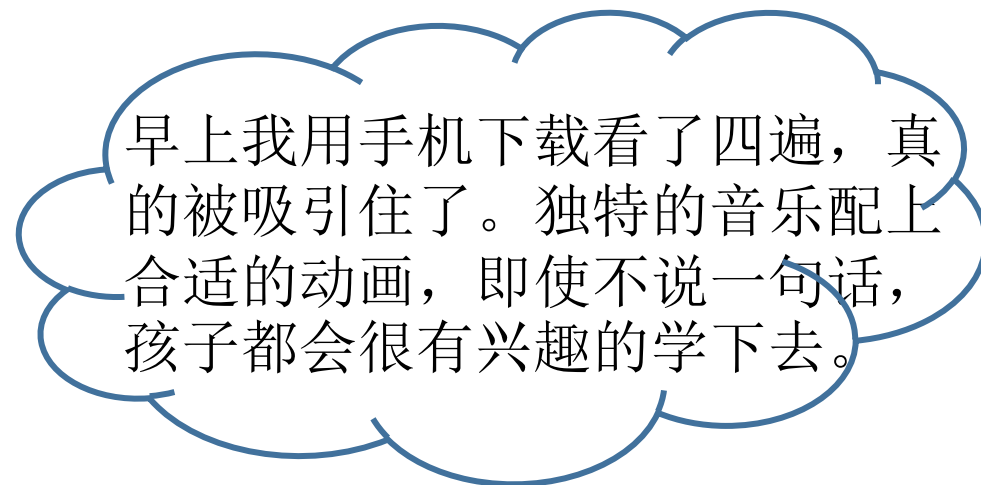 早上我用手机下载看了四遍，真
的被吸引住了。独特的音乐配上
合适的动画，即使不说一句话，
孩子都会很有兴趣的学下去。